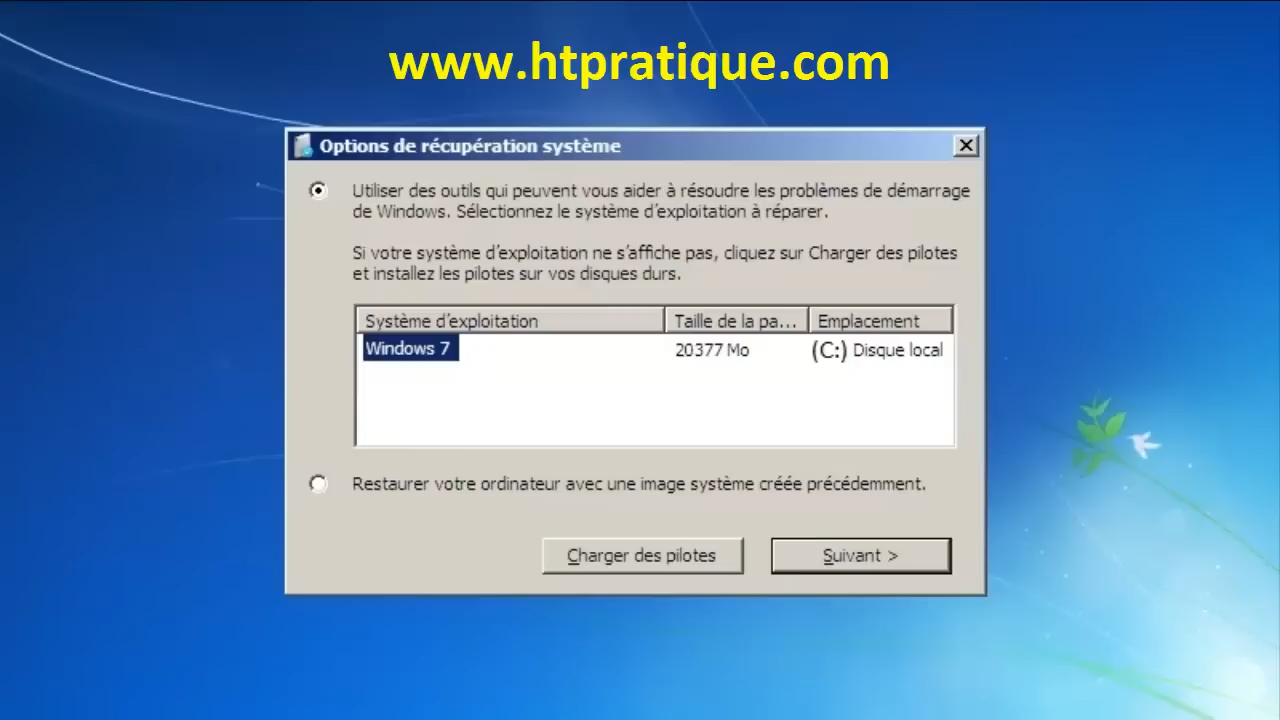 www.htpratique.com
Options de récupération système
Utiliser des outils qui peuvent vous aider à résoudre les problèmes de démarrage
de Windows. Sélectionnez le système d'exploitation à réparer.
Si votre système d'exploitation ne s'affiche pas, cliquez sur Charger des pilotes
et installez les pilotes sur vos disques durs.
Système d'exploitation Taille de la pa... Emplacement
Windows 7 20377 Mo (C:) Disque local
Restaurer votre ordinateur avec une image système créée précédemment.
Charger des pilotes Suivant >